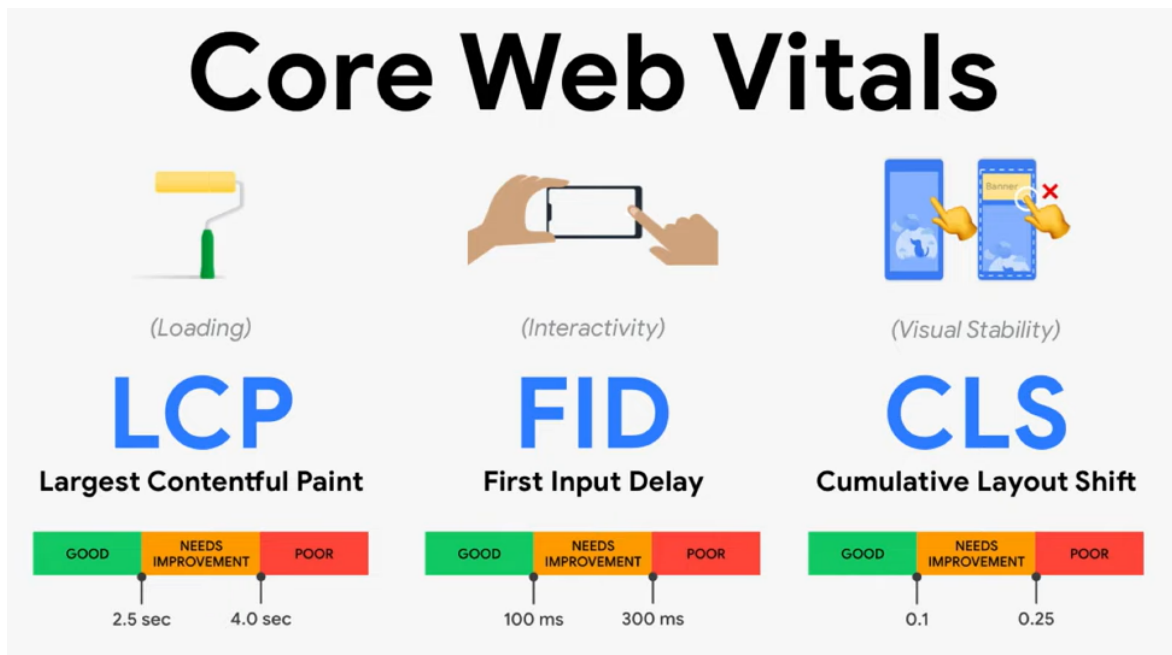 Core Web Vitals
Banner
(Loading)
(Interactivity)
(Visual Stability)
LCP
FID
CLS
Largest Contentful Paint
First Input Delay
Cumulative Layout Shift
GOOD
NEEDS
IMPROVEMENT
POOR
GOOD
NEEDS
IMPROVEMENT
POOR
GOOD
NEEDS
IMPROVEMENT
POOR
2.5 sec
4.0 sec
100 ms
300 ms
0.1
0.25